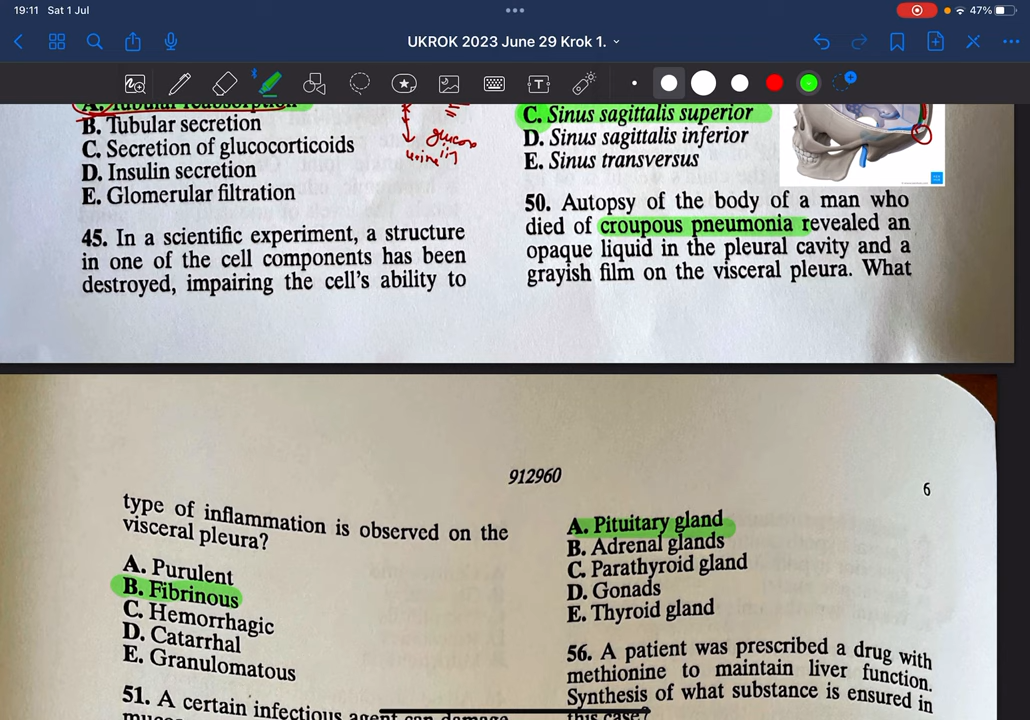 19:11 Sat 1 Jul
47%
UKROK 2023 June 29 Krok 1.
A. Tubular reabsorption
B. Tubular secretion
C. Secretion of glucocorticoids
D. Insulin secretion
E. Glomerular filtration
45. In a scientific experiment, a structure
in one of the cell components has been
destroyed, impairing the cell's ability to
C. Sinus sagittalis superior
D. Sinus sagittalis inferior
E. Sinus transversus
50. Autopsy of the body of a man who
died of croupous pneumonia revealed an
opaque liquid in the pleural cavity and a
grayish film on the visceral pleura. What
912960
6
type of inflammation is observed on the
visceral pleura?
A. Purulent
B. Fibrinous
C. Hemorrhagic
D. Catarrhal
E. Granulomatous
51. A certain infectious agent can damage
A. Pituitary gland
B. Adrenal glands
C. Parathyroid gland
D. Gonads
E. Thyroid gland
56. A patient was prescribed a drug with
methionine to maintain liver function.
Synthesis of what substance is ensured in
this case?